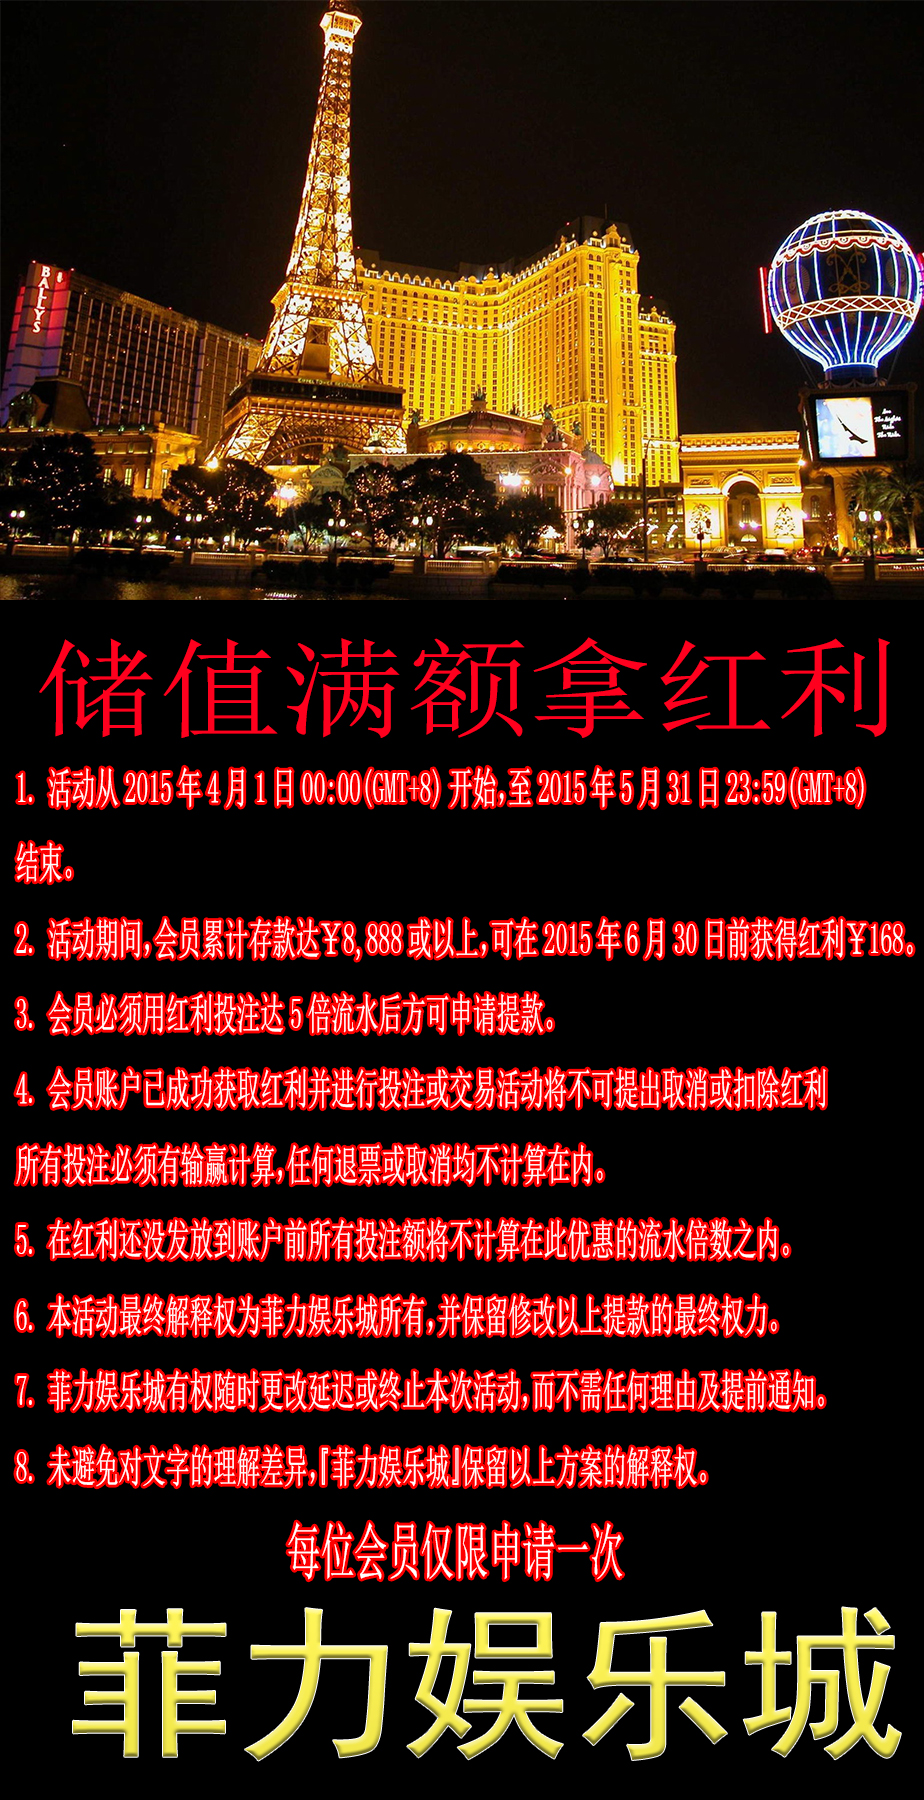 BALLYS
EIFFEL TOWER
储值满额拿红利
1. 活动从2015年4月1日00:00(GMT+8) 开始,至2015年5月31日23:59(GMT+8)
结束。
2. 活动期间,会员累计存款达￥8,888或以上,可在2015年6月30日前获得红利￥168。
3. 会员必须用红利投注达5倍流水后方可申请提款。
4. 会员账户已成功获取红利并进行投注或交易活动将不可提出取消或扣除红利
所有投注必须有输赢计算,任何退票或取消均不计算在内。
5. 在红利还没发放到账户前所有投注额将不计算在此优惠的流水倍数之内。
6. 本活动最终解释权为菲力娱乐城所有,并保留修改以上提款的最终权力。
7. 菲力娱乐城有权随时更改延迟或终止本次活动,而不需任何理由及提前通知。
8. 未避免对文字的理解差异,『菲力娱乐城』保留以上方案的解释权。
每位会员仅限申请一次
菲力娱乐城